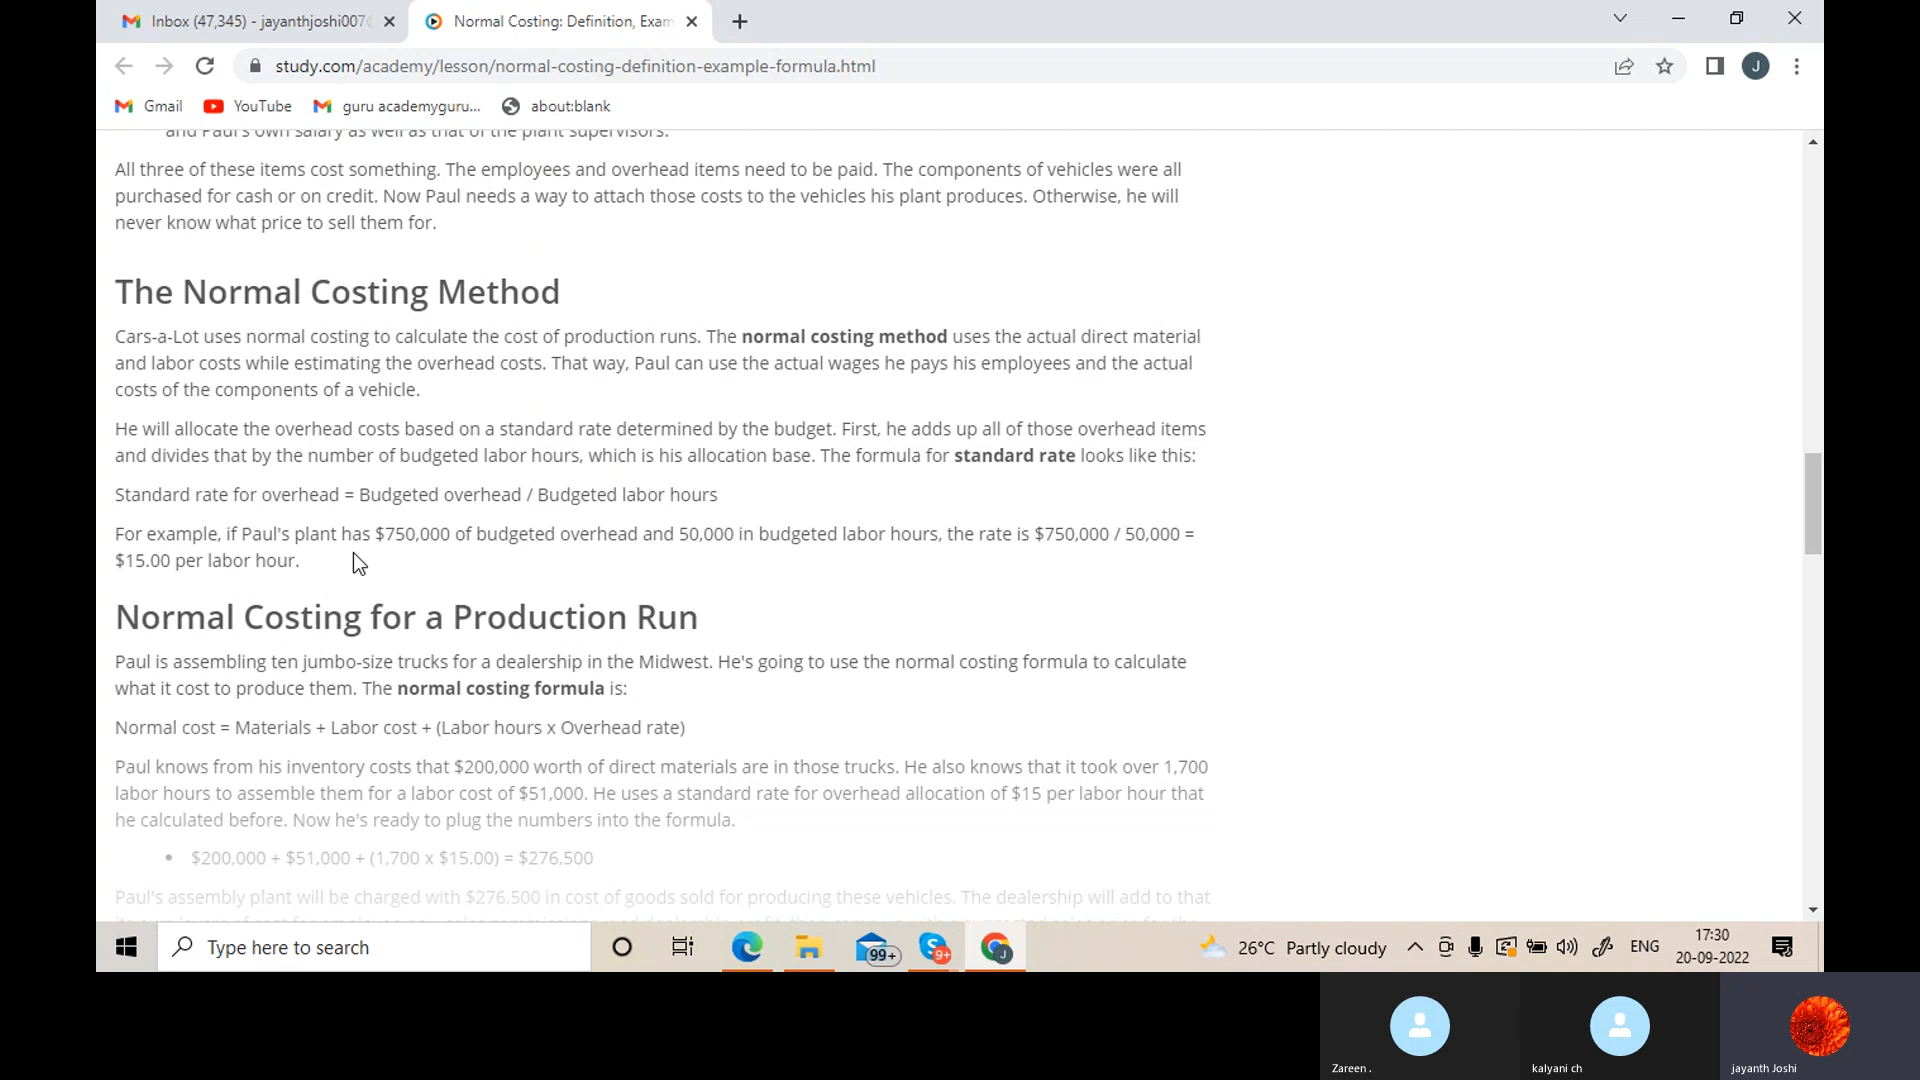 Inbox (47,345) - jayanthjoshi007
Normal Costing: Definition, Exam
study.com/academy/lesson/normal-costing-definition-example-formula.html
J
Gmail
YouTube
guru academyguru...
about:blank
and Paul's own salary as well as that of the plant supervisors.
All three of these items cost something. The employees and overhead items need to be paid. The components of vehicles were all
purchased for cash or on credit. Now Paul needs a way to attach those costs to the vehicles his plant produces. Otherwise, he will
never know what price to sell them for.
The Normal Costing Method
Cars-a-Lot uses normal costing to calculate the cost of production runs. The normal costing method uses the actual direct material
and labor costs while estimating the overhead costs. That way, Paul can use the actual wages he pays his employees and the actual
costs of the components of a vehicle.
He will allocate the overhead costs based on a standard rate determined by the budget. First, he adds up all of those overhead items
and divides that by the number of budgeted labor hours, which is his allocation base. The formula for standard rate looks like this:
Standard rate for overhead = Budgeted overhead / Budgeted labor hours
For example, if Paul's plant has $750,000 of budgeted overhead and 50,000 in budgeted labor hours, the rate is $750,000 / 50,000 =
$15.00 per labor hour.
Normal Costing for a Production Run
Paul is assembling ten jumbo-size trucks for a dealership in the Midwest. He's going to use the normal costing formula to calculate
what it cost to produce them. The normal costing formula is:
Normal cost = Materials + Labor cost + (Labor hours x Overhead rate)
Paul knows from his inventory costs that $200,000 worth of direct materials are in those trucks. He also knows that it took over 1,700
labor hours to assemble them for a labor cost of $51,000. He uses a standard rate for overhead allocation of $15 per labor hour that
he calculated before. Now he's ready to plug the numbers into the formula.
• $200,000 + $51,000 + (1,700 x $15.00) = $276,500
Paul's assembly plant will be charged with $276,500 in cost of goods sold for producing these vehicles. The dealership will add to that
Type here to search
99+
9+
J
26°C Partly cloudy
ENG
17:30
20-09-2022
Zareen .
kalyani ch
jayanth Joshi